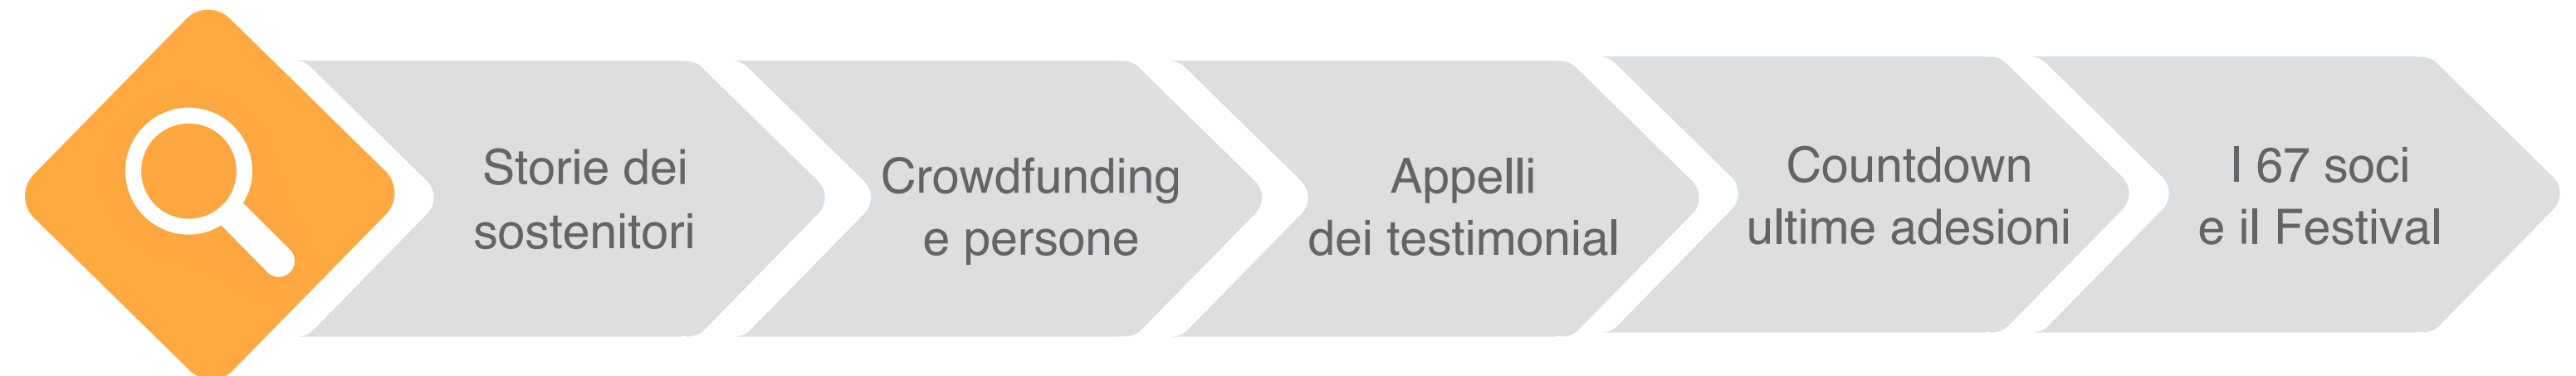 Storie dei
sostenitori
Crowdfunding
e persone
Appelli
dei testimonial
Countdown
ultime adesioni
I 67 soci
e il Festival